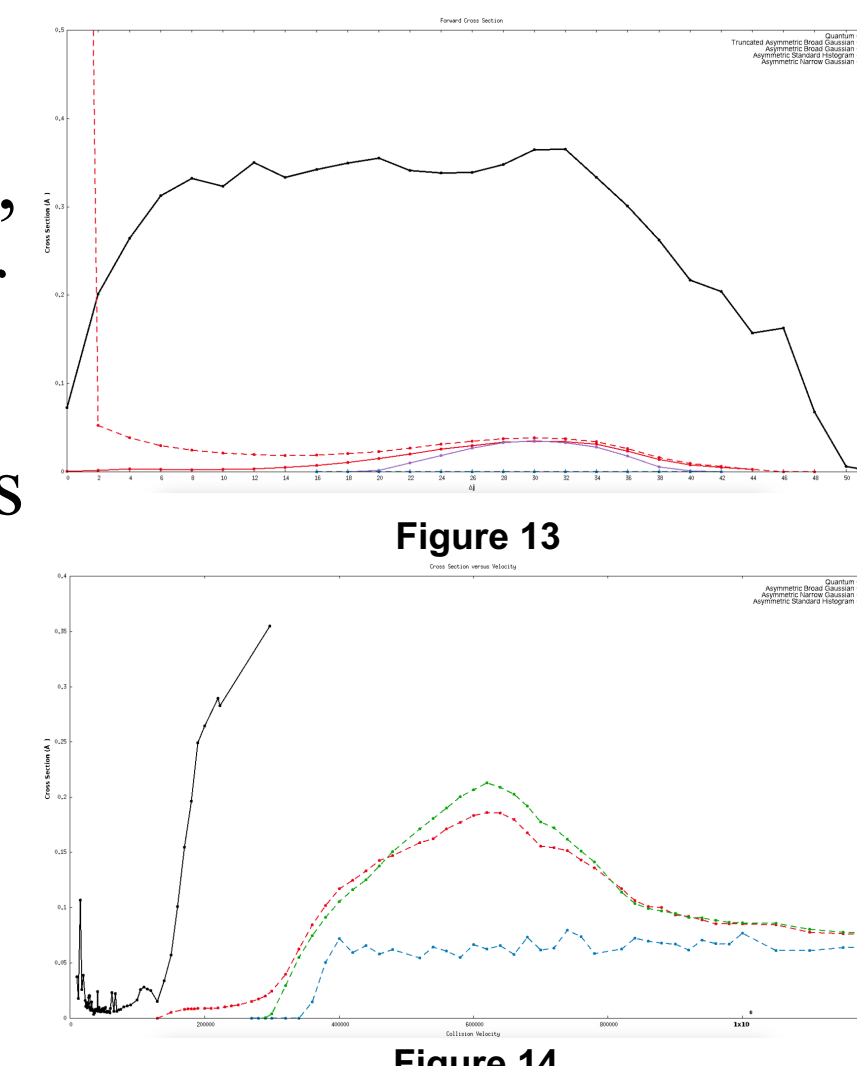 ,
.
s
Forward Cross Section
Quantum
Truncated Asymmetric Broad Gaussian
Asymmetric Broad Gaussian
Asymmetric Standard Histogram
Asymmetric Narrow Gaussian
Cross Section (Å )
0.5
0.4
0.3
0.2
0.1
0
0 2 4 6 8 10 12 14 16 18 20 22 24 26 28 30 32 34 36 38 40 42 44 46 48 50
Δj
Figure 13
Cross Section versus Velocity
Quantum
Asymmetric Broad Gaussian
Asymmetric Narrow Gaussian
Asymmetric Standard Histogram
Cross Section (Å )
0.4
0.35
0.3
0.25
0.2
0.15
0.1
0.05
0
0 200000 400000 600000 800000 1x10 6
Collision Velocity
Figure 14